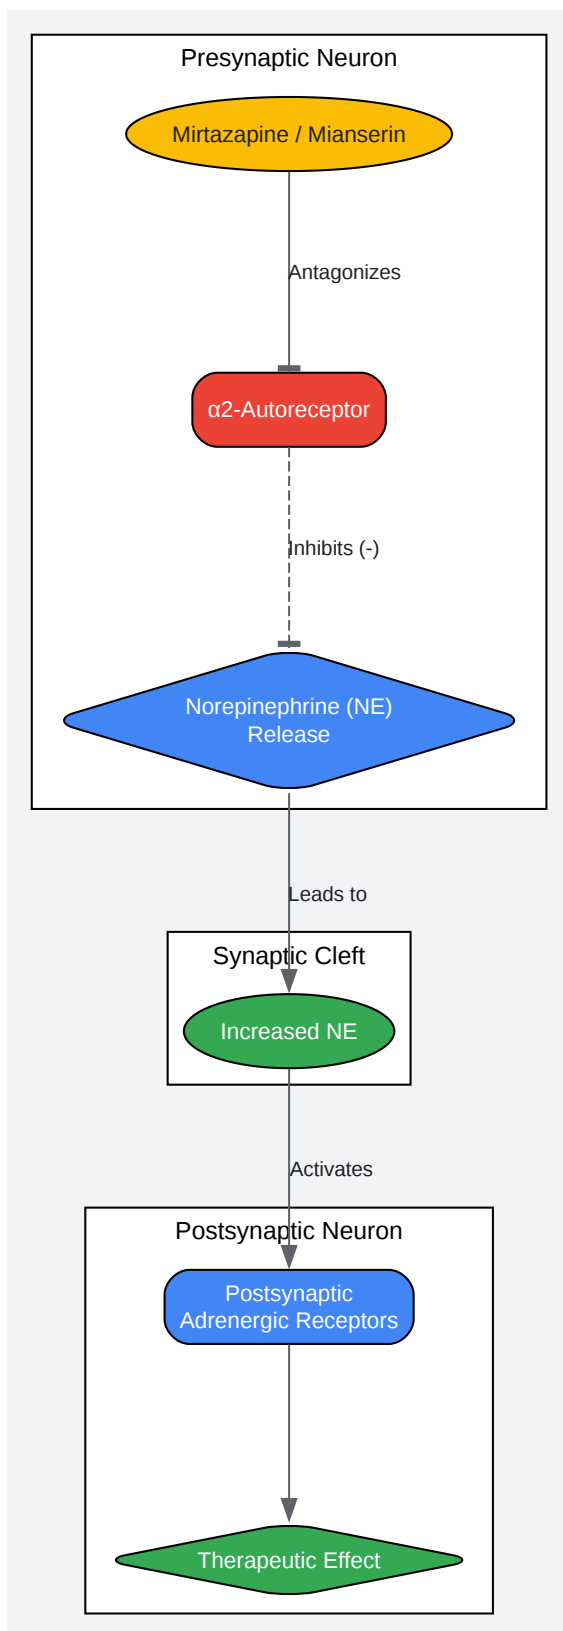 Presynaptic Neuron
Mirtazapine / Mianserin
Antagonizes
α2-Autoreceptor
Inhibits (-)
Norepinephrine (NE)
Release
Leads to
Synaptic Cleft
Increased NE
Activates
Postsynaptic Neuron
Postsynaptic
Adrenergic Receptors
Therapeutic Effect